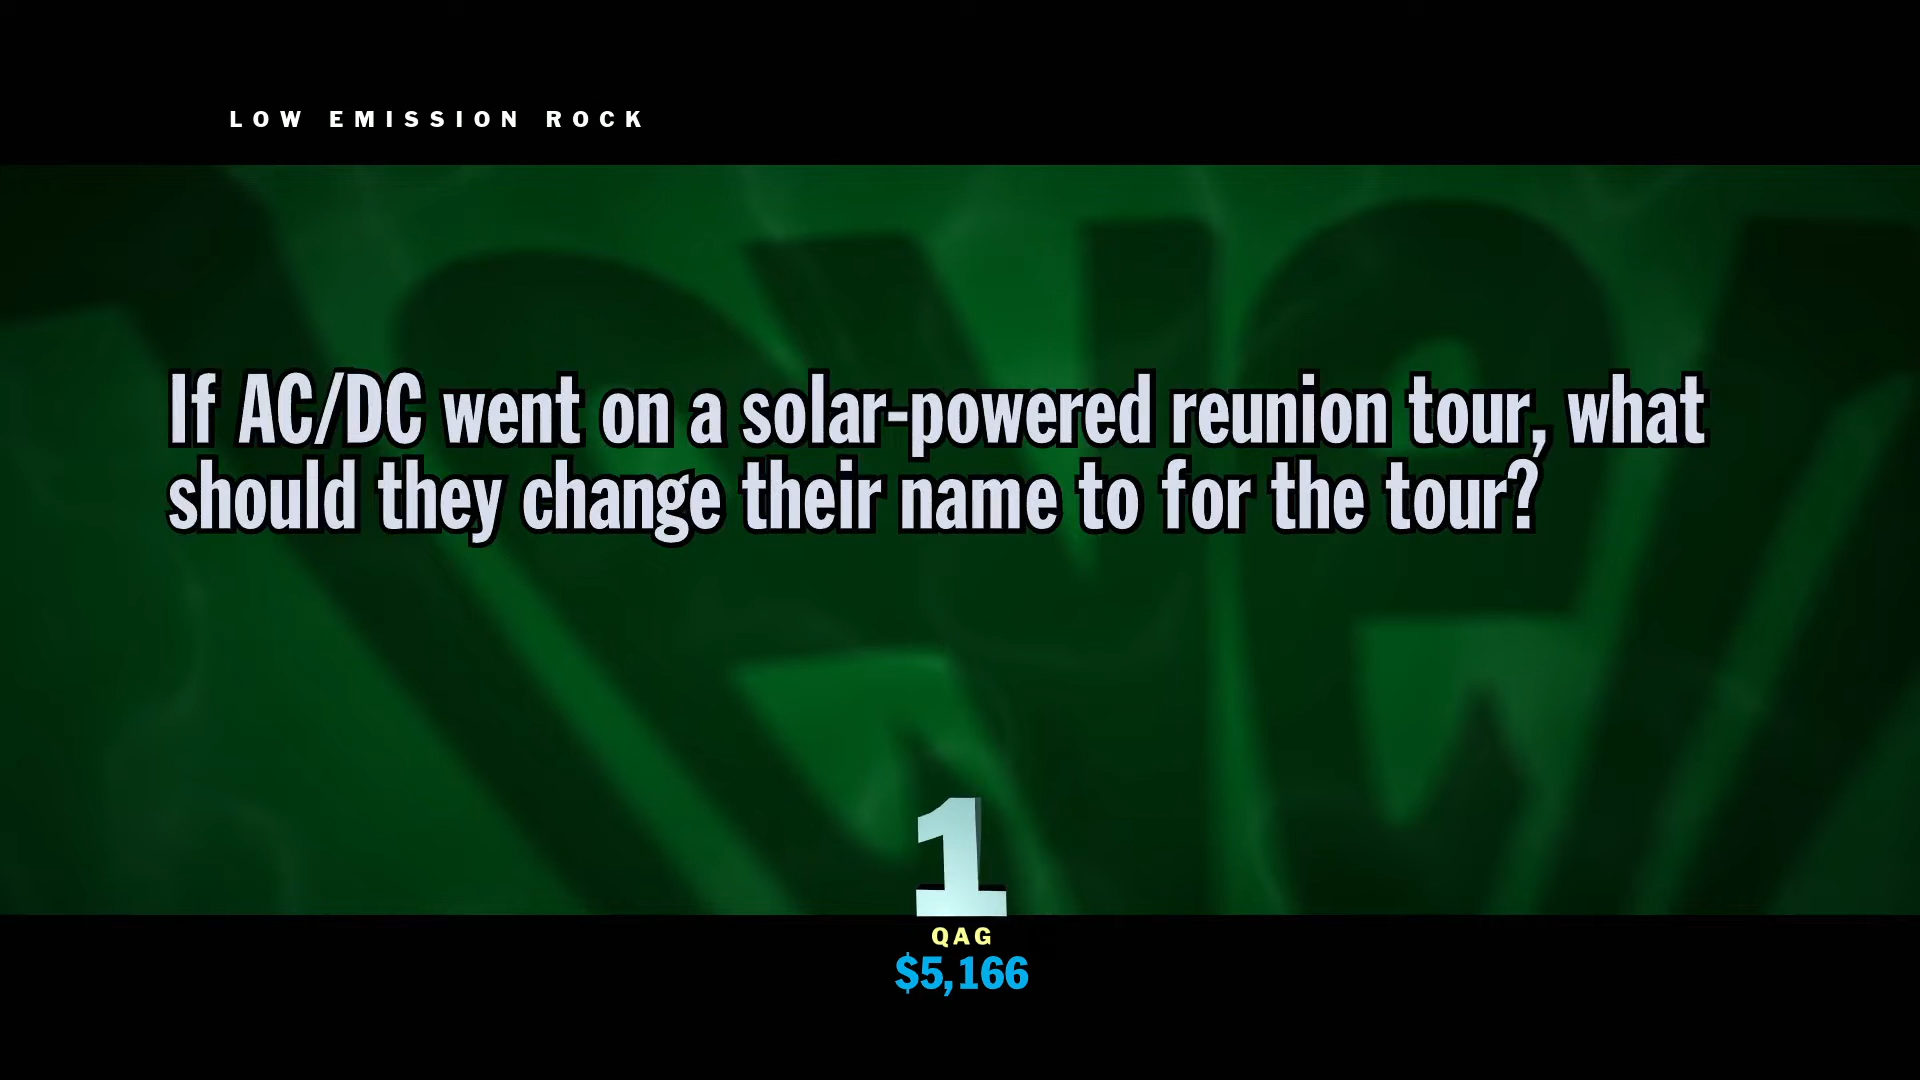 LOW EMISSION ROCK
If AC/DC went on a solar-powered reunion tour, what
should they change their name to for the tour?
1
QAG
$5,166